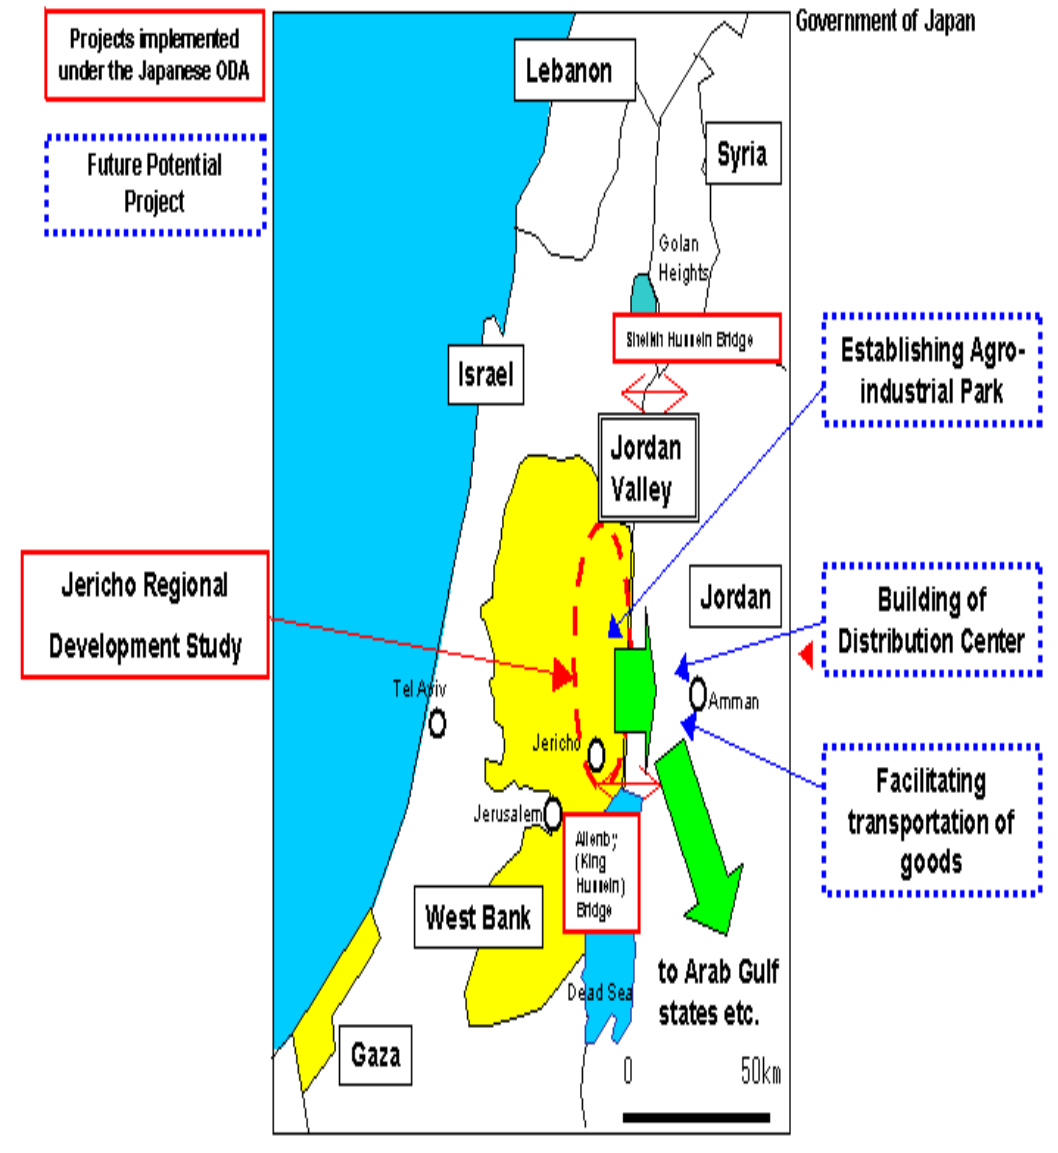 Projects implemented
under the Japanese ODA
Future Potential
Project
Government of Japan
Lebanon
Syria
Golan
Heights
Sheikh Hussein Bridge
Israel
Establishing Agro-
industrial Park
Jordan
Valley
Jericho Regional
Development Study
Jordan
Building of
Distribution Center
Tel Aviv
Amman
Jericho
Facilitating
transportation of
goods
Jerusalem
(King
Hussein)
Bridge
West Bank
to Arab Gulf
states etc.
Dead Sea
Gaza
0 50km